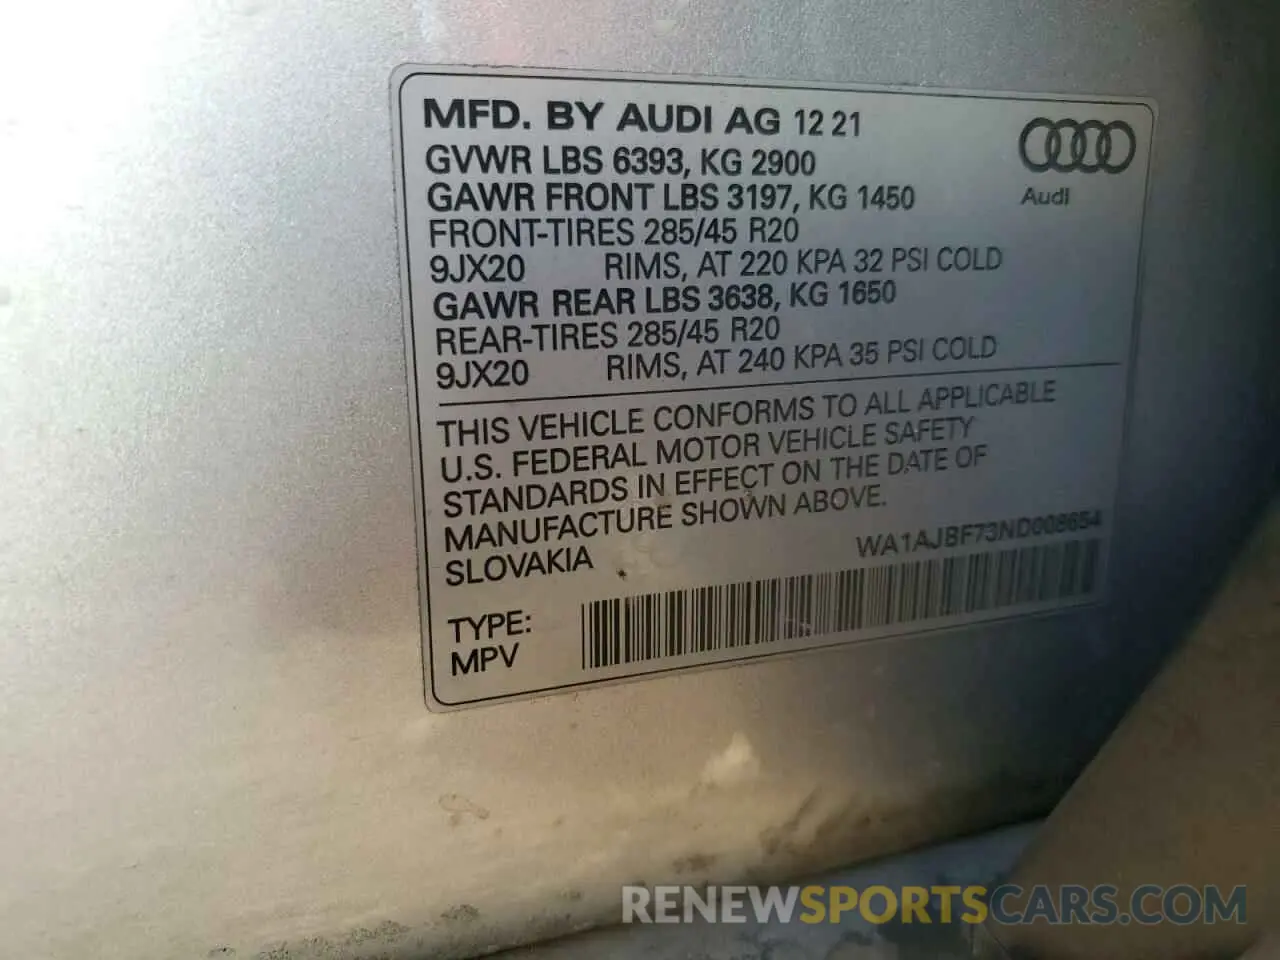 MFD. BY AUDI AG 12 21
GVWR LBS 6393, KG 2900
GAWR FRONT LBS 3197, KG 1450
FRONT-TIRES 285/45 R20
9JX20 RIMS, AT 220 KPA 32 PSI COLD
GAWR REAR LBS 3638, KG 1650
REAR-TIRES 285/45 R20
9JX20 RIMS, AT 240 KPA 35 PSI COLD
Audi
THIS VEHICLE CONFORMS TO ALL APPLICABLE
U.S. FEDERAL MOTOR VEHICLE SAFETY
STANDARDS IN EFFECT ON THE DATE OF
MANUFACTURE SHOWN ABOVE.
SLOVAKIA
WA1AJBF73ND008654
TYPE:
MPV
RENEWSPORTSCARS.COM